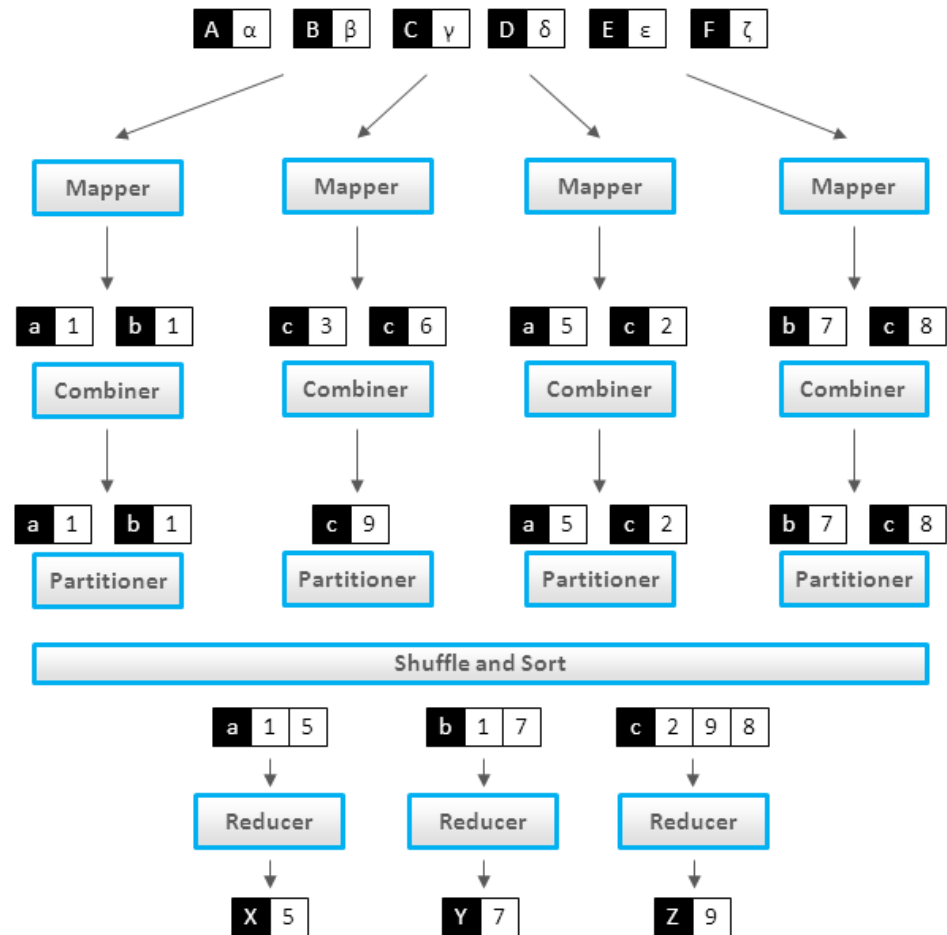 A α B β C γ D δ E ε F ζ
Mapper Mapper Mapper Mapper
a 1 b 1 c 3 c 6 a 5 c 2 b 7 c 8
Combiner Combiner Combiner Combiner
a 1 b 1 c 9 a 5 c 2 b 7 c 8
Partitioner Partitioner Partitioner Partitioner
Shuffle and Sort
a 1 5 b 1 7 c 2 9 8
Reducer Reducer Reducer
X 5 Y 7 Z 9